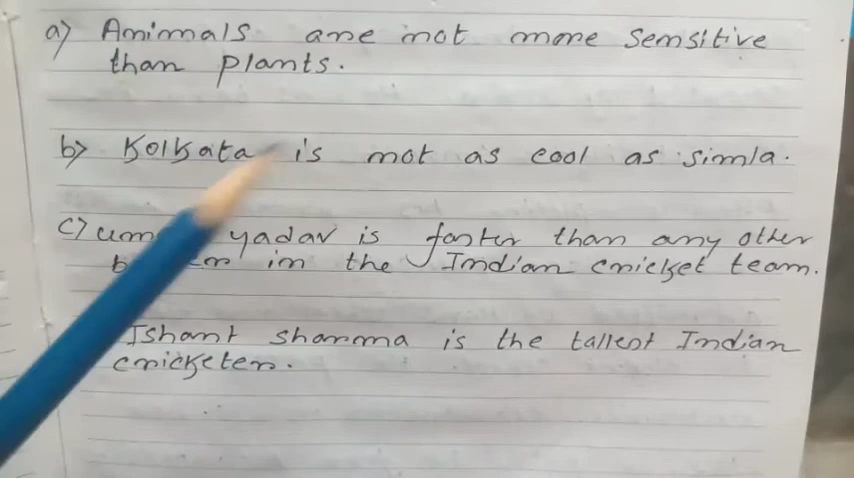 a) Animals are not more sensitive
than plants.
b) Kolkata is not as cool as simla.
c) yadav is faster than any other
in the Indian cricket team.
Ishant sharma is the tallest Indian
cricketer.